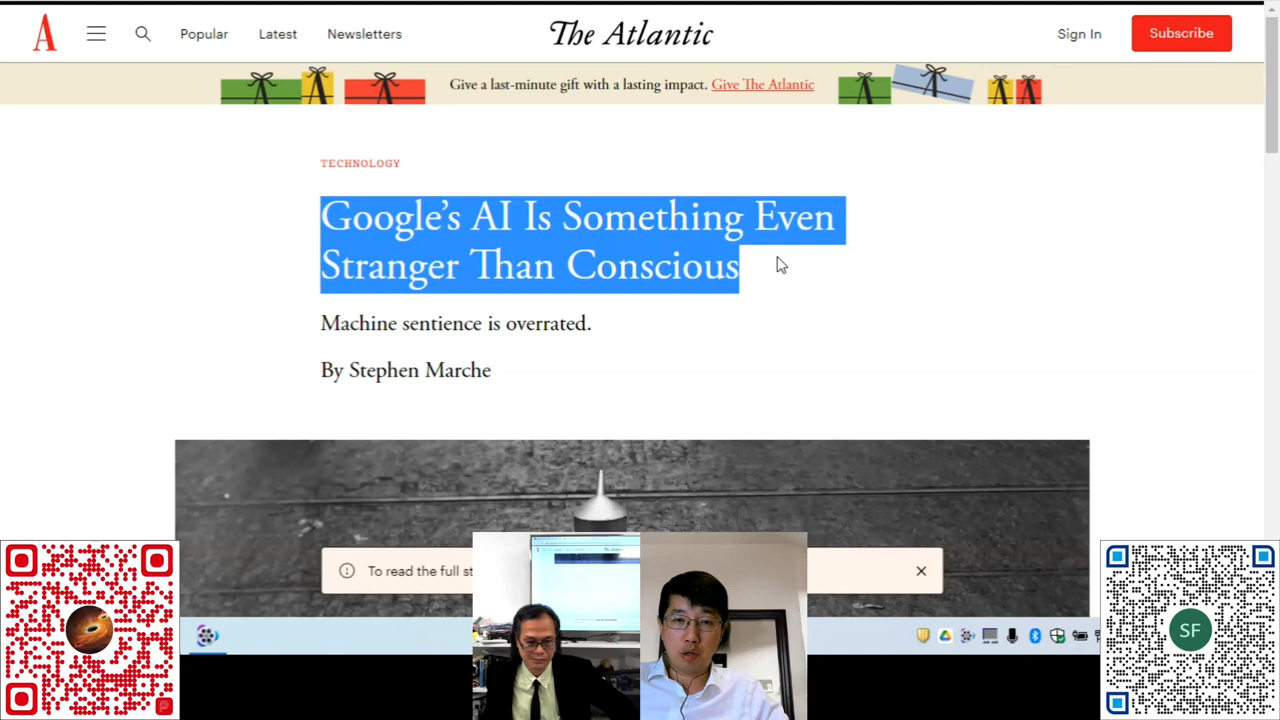 A
Popular
Latest
Newsletters
The Atlantic
Sign In
Subscribe
Give a last-minute gift with a lasting impact. Give The Atlantic
TECHNOLOGY
Google's AI Is Something Even
Stranger Than Conscious
Machine sentience is overrated.
By Stephen Marche
To read the full st
SF